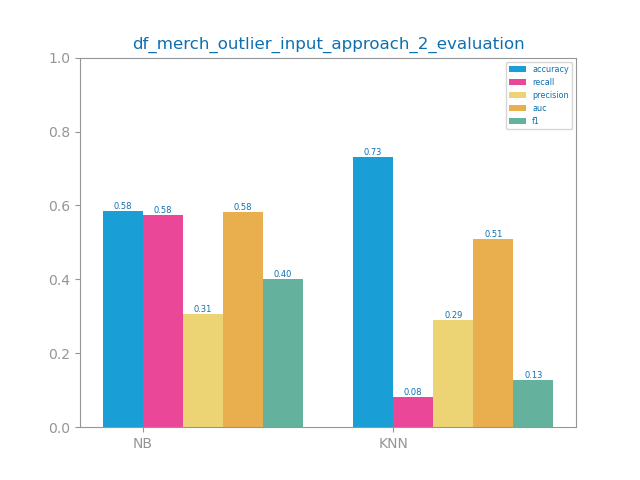 df_merch_outlier_input_approach_2_evaluation
1.0
0.8
0.6
0.4
0.2
0.0
accuracy
recall
precision
auc
f1
0.58
0.58
0.31
0.58
0.40
0.73
0.08
0.29
0.51
0.13
NB
KNN